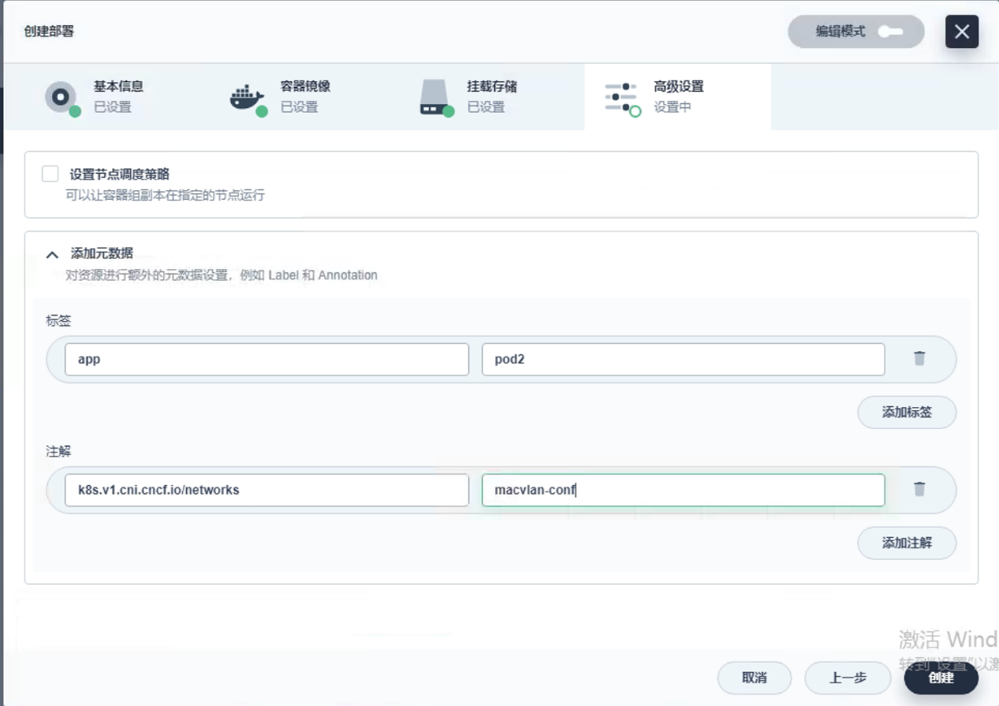 创建部署
编辑模式
基本信息
已设置
容器镜像
已设置
挂载存储
已设置
高级设置
设置中
设置节点调度策略
可以让容器组副本在指定的节点运行
添加元数据
对资源进行额外的元数据设置，例如 Label 和 Annotation
标签
app
pod2
添加标签
注解
k8s.v1.cni.cncf.io/networks
macvlan-conf
添加注解
激活 Wind
转到“设置”以激
取消
上一步
创建